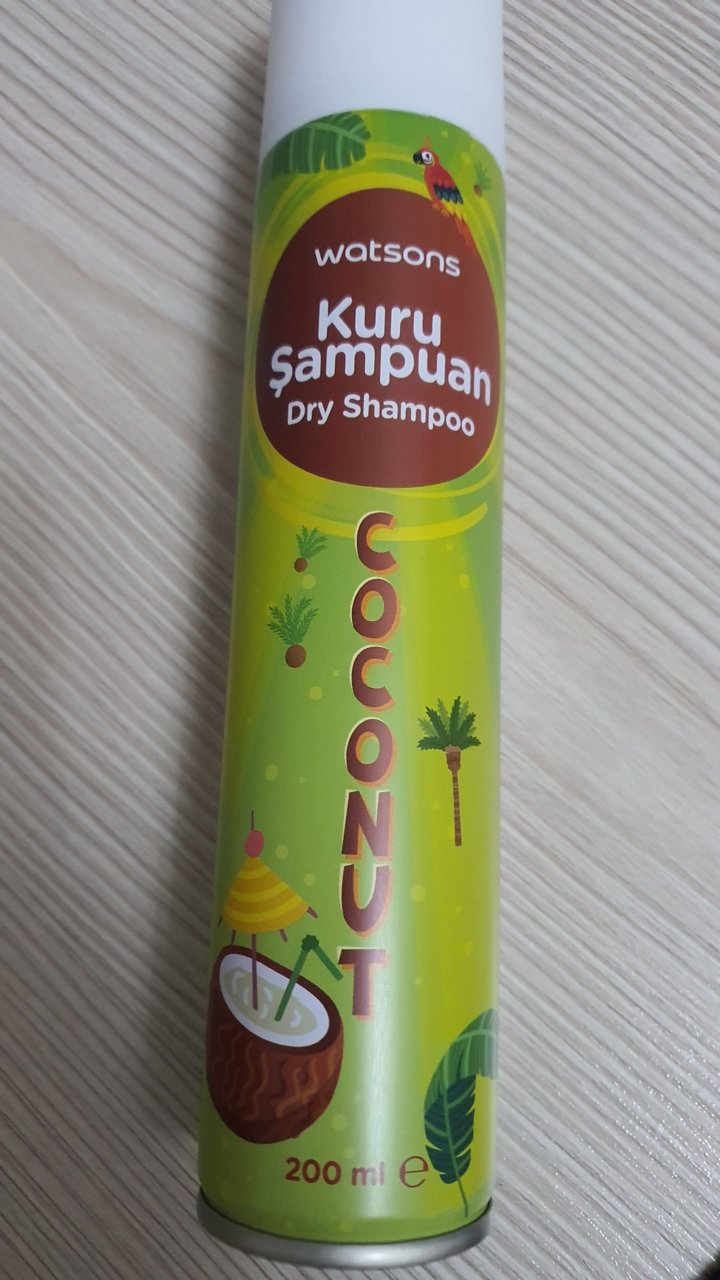 watsons
Kuru
Şampuan
Dry Shampoo
COCONUT
200 ml ℮